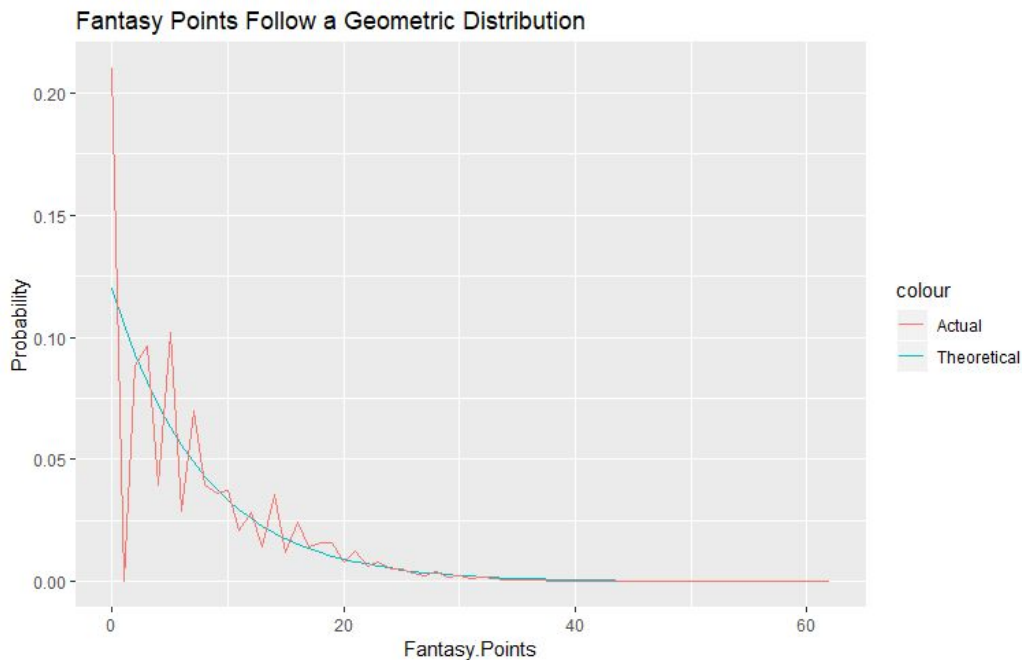 Fantasy Points Follow a Geometric Distribution
0.20
0.15
0.10
0.05
0.00
Probability
0
20
40
60
Fantasy.Points
colour
Actual
Theoretical